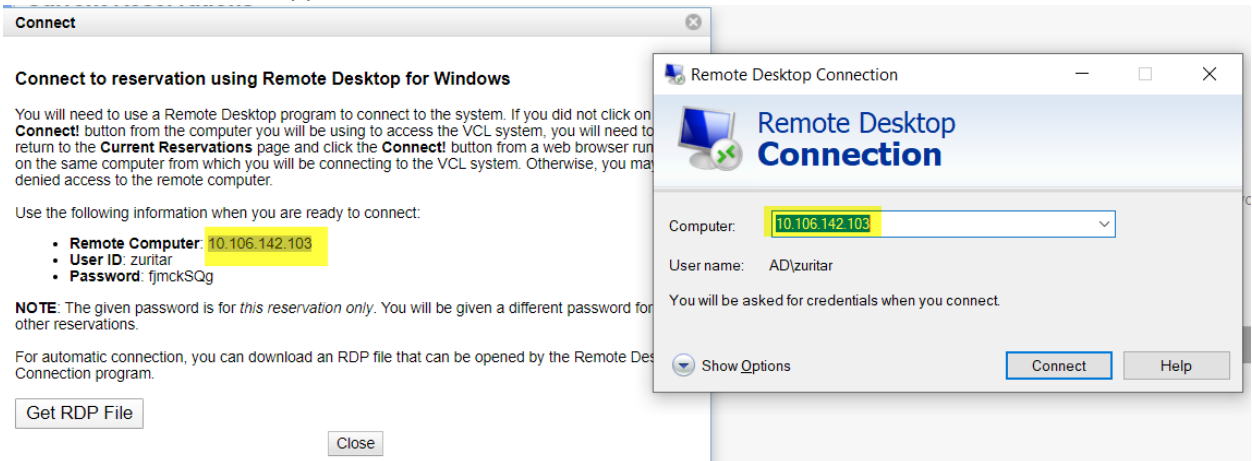 Connect
Connect to reservation using Remote Desktop for Windows
You will need to use a Remote Desktop program to connect to the system. If you did not click on
Connect! button from the computer you will be using to access the VCL system, you will need to
return to the Current Reservations page and click the Connect! button from a web browser run
on the same computer from which you will be connecting to the VCL system. Otherwise, you may
denied access to the remote computer.
Use the following information when you are ready to connect:
• Remote Computer: 10.106.142.103
• User ID: zuritar
• Password: fjmckSQg
NOTE: The given password is for this reservation only. You will be given a different password for
other reservations.
For automatic connection, you can download an RDP file that can be opened by the Remote Des
Connection program.
Get RDP File
Close
Remote Desktop Connection
Remote Desktop
Connection
Computer: 10.106.142.103
User name: AD\zuritar
You will be asked for credentials when you connect.
Show Options
Connect
Help